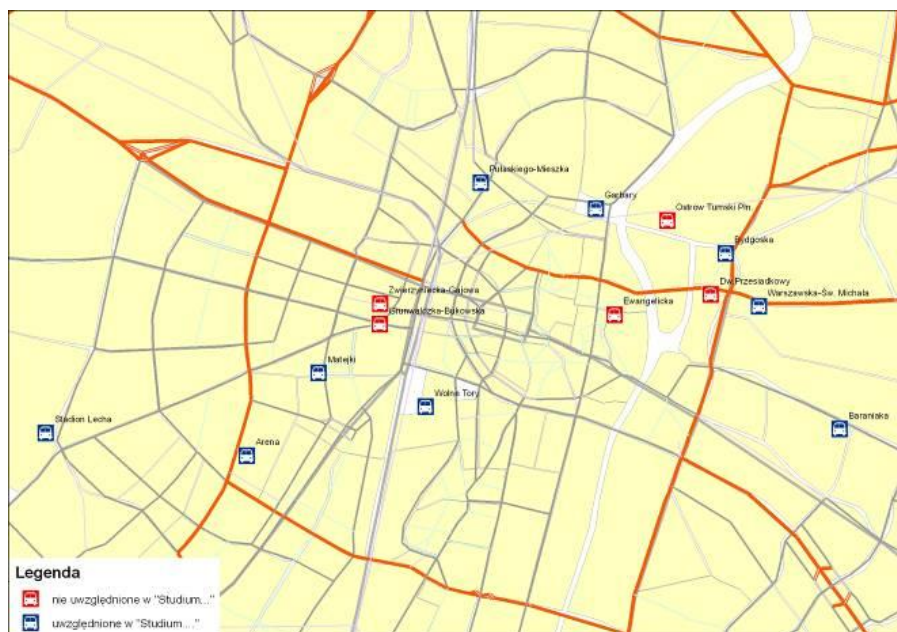 Pułaskiego-Mieszka
Garbary
Ostrów Tumski Płn.
Bydgoska
Zwierzyniecka-Gajowa
Dw.Przesiadkowy
Warszawska-Św. Michała
Ewangelicka
Grunwaldzka-Bukowska
Matejki
Wolne Tory
Stadion Lecha
Baraniaka
Arena
Legenda
nie uwzględnione w "Studium..."
uwzględnione w "Studium...."